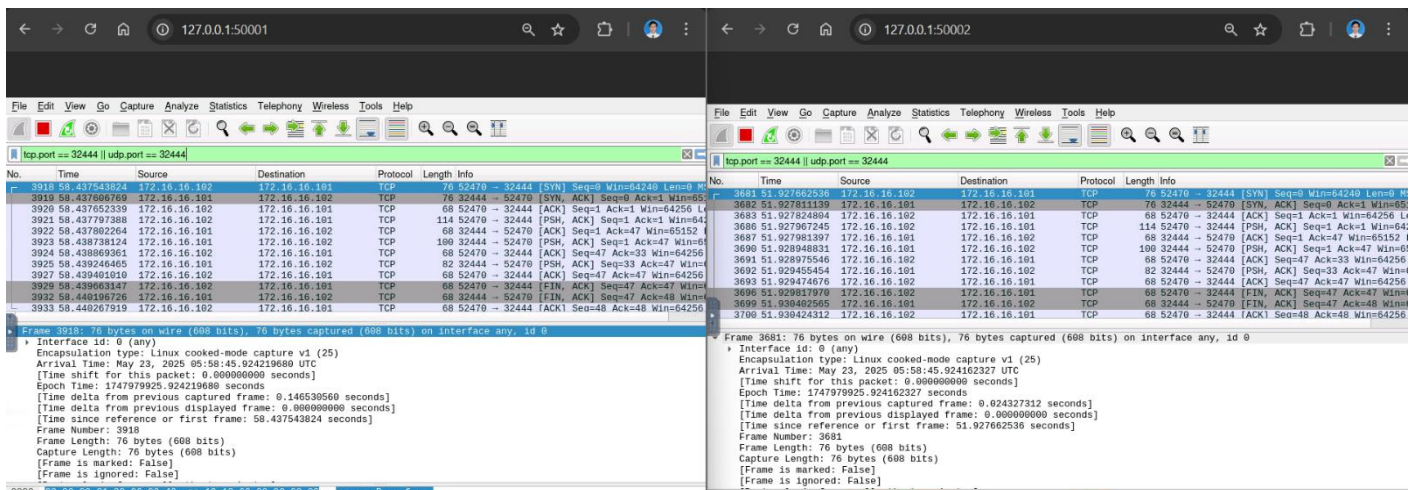 127.0.0.1:50001
File Edit View Go Capture Analyze Statistics Telephony Wireless Tools Help
tcp.port == 32444 || udp.port == 32444
No. Time Source Destination Protocol Length Info
3918 58.437543824 172.16.16.102 172.16.16.101 TCP 76 52470 → 32444 [SYN] Seq=0 Win=64240 Len=0
3919 58.437606769 172.16.16.101 172.16.16.102 TCP 76 32444 → 52470 [SYN, ACK] Seq=0 Ack=1
3920 58.437652339 172.16.16.102 172.16.16.101 TCP 68 52470 → 32444 [ACK] Seq=1 Ack=1 Win=64256
3921 58.437797388 172.16.16.102 172.16.16.101 TCP 114 52470 → 32444 [PSH, ACK] Seq=1 Ack=1
3922 58.437802264 172.16.16.101 172.16.16.102 TCP 68 32444 → 52470 [ACK] Seq=1 Ack=47 Win=65152
3923 58.438738124 172.16.16.101 172.16.16.102 TCP 100 32444 → 52470 [PSH, ACK] Seq=1 Ack=47
3924 58.438869361 172.16.16.102 172.16.16.101 TCP 68 52470 → 32444 [ACK] Seq=47 Ack=33 Win=64256
3925 58.439246465 172.16.16.101 172.16.16.102 TCP 82 32444 → 52470 [PSH, ACK] Seq=33 Ack=47
3927 58.439401010 172.16.16.102 172.16.16.101 TCP 68 52470 → 32444 [ACK] Seq=47 Ack=47 Win=64256
3929 58.439663147 172.16.16.102 172.16.16.101 TCP 68 52470 → 32444 [FIN, ACK] Seq=47 Ack=47
3932 58.440196726 172.16.16.101 172.16.16.102 TCP 68 32444 → 52470 [FIN, ACK] Seq=47 Ack=48
3933 58.440267919 172.16.16.102 172.16.16.101 TCP 68 52470 → 32444 [ACK] Seq=48 Ack=48 Win=64256
Frame 3918: 76 bytes on wire (608 bits), 76 bytes captured (608 bits) on interface any, id 0
Interface id: 0 (any)
Encapsulation type: Linux cooked-mode capture v1 (25)
Arrival Time: May 23, 2025 05:58:45.924219680 UTC
[Time shift for this packet: 0.000000000 seconds]
Epoch Time: 1747979925.924219680 seconds
[Time delta from previous captured frame: 0.146530560 seconds]
[Time delta from previous displayed frame: 0.000000000 seconds]
[Time since reference or first frame: 58.437543824 seconds]
Frame Number: 3918
Frame Length: 76 bytes (608 bits)
Capture Length: 76 bytes (608 bits)
[Frame is marked: False]
[Frame is ignored: False]
127.0.0.1:50002
File Edit View Go Capture Analyze Statistics Telephony Wireless Tools Help
tcp.port == 32444 || udp.port == 32444
No. Time Source Destination Protocol Length Info
3681 51.927662536 172.16.16.102 172.16.16.101 TCP 76 52470 → 32444 [SYN] Seq=0 Win=64240 Len=0
3682 51.927811139 172.16.16.101 172.16.16.102 TCP 76 32444 → 52470 [SYN, ACK] Seq=0 Ack=1
3683 51.927824804 172.16.16.102 172.16.16.101 TCP 68 52470 → 32444 [ACK] Seq=1 Ack=1 Win=64256
3686 51.927967245 172.16.16.102 172.16.16.101 TCP 114 52470 → 32444 [PSH, ACK] Seq=1 Ack=1
3687 51.927981397 172.16.16.101 172.16.16.102 TCP 68 32444 → 52470 [ACK] Seq=1 Ack=47 Win=65152
3690 51.928948831 172.16.16.101 172.16.16.102 TCP 100 32444 → 52470 [PSH, ACK] Seq=1 Ack=47
3691 51.928975546 172.16.16.102 172.16.16.101 TCP 68 52470 → 32444 [ACK] Seq=47 Ack=33 Win=64256
3692 51.929455454 172.16.16.101 172.16.16.102 TCP 82 32444 → 52470 [PSH, ACK] Seq=33 Ack=47
3693 51.929474676 172.16.16.102 172.16.16.101 TCP 68 52470 → 32444 [ACK] Seq=47 Ack=47 Win=64256
3696 51.929817970 172.16.16.102 172.16.16.101 TCP 68 52470 → 32444 [FIN, ACK] Seq=47 Ack=47
3699 51.930402565 172.16.16.101 172.16.16.102 TCP 68 32444 → 52470 [FIN, ACK] Seq=47 Ack=48
3700 51.930424312 172.16.16.102 172.16.16.101 TCP 68 52470 → 32444 [ACK] Seq=48 Ack=48 Win=64256
Frame 3681: 76 bytes on wire (608 bits), 76 bytes captured (608 bits) on interface any, id 0
Interface id: 0 (any)
Encapsulation type: Linux cooked-mode capture v1 (25)
Arrival Time: May 23, 2025 05:58:45.924162327 UTC
[Time shift for this packet: 0.000000000 seconds]
Epoch Time: 1747979925.924162327 seconds
[Time delta from previous captured frame: 0.024327312 seconds]
[Time delta from previous displayed frame: 0.000000000 seconds]
[Time since reference or first frame: 51.927662536 seconds]
Frame Number: 3681
Frame Length: 76 bytes (608 bits)
Capture Length: 76 bytes (608 bits)
[Frame is marked: False]
[Frame is ignored: False]